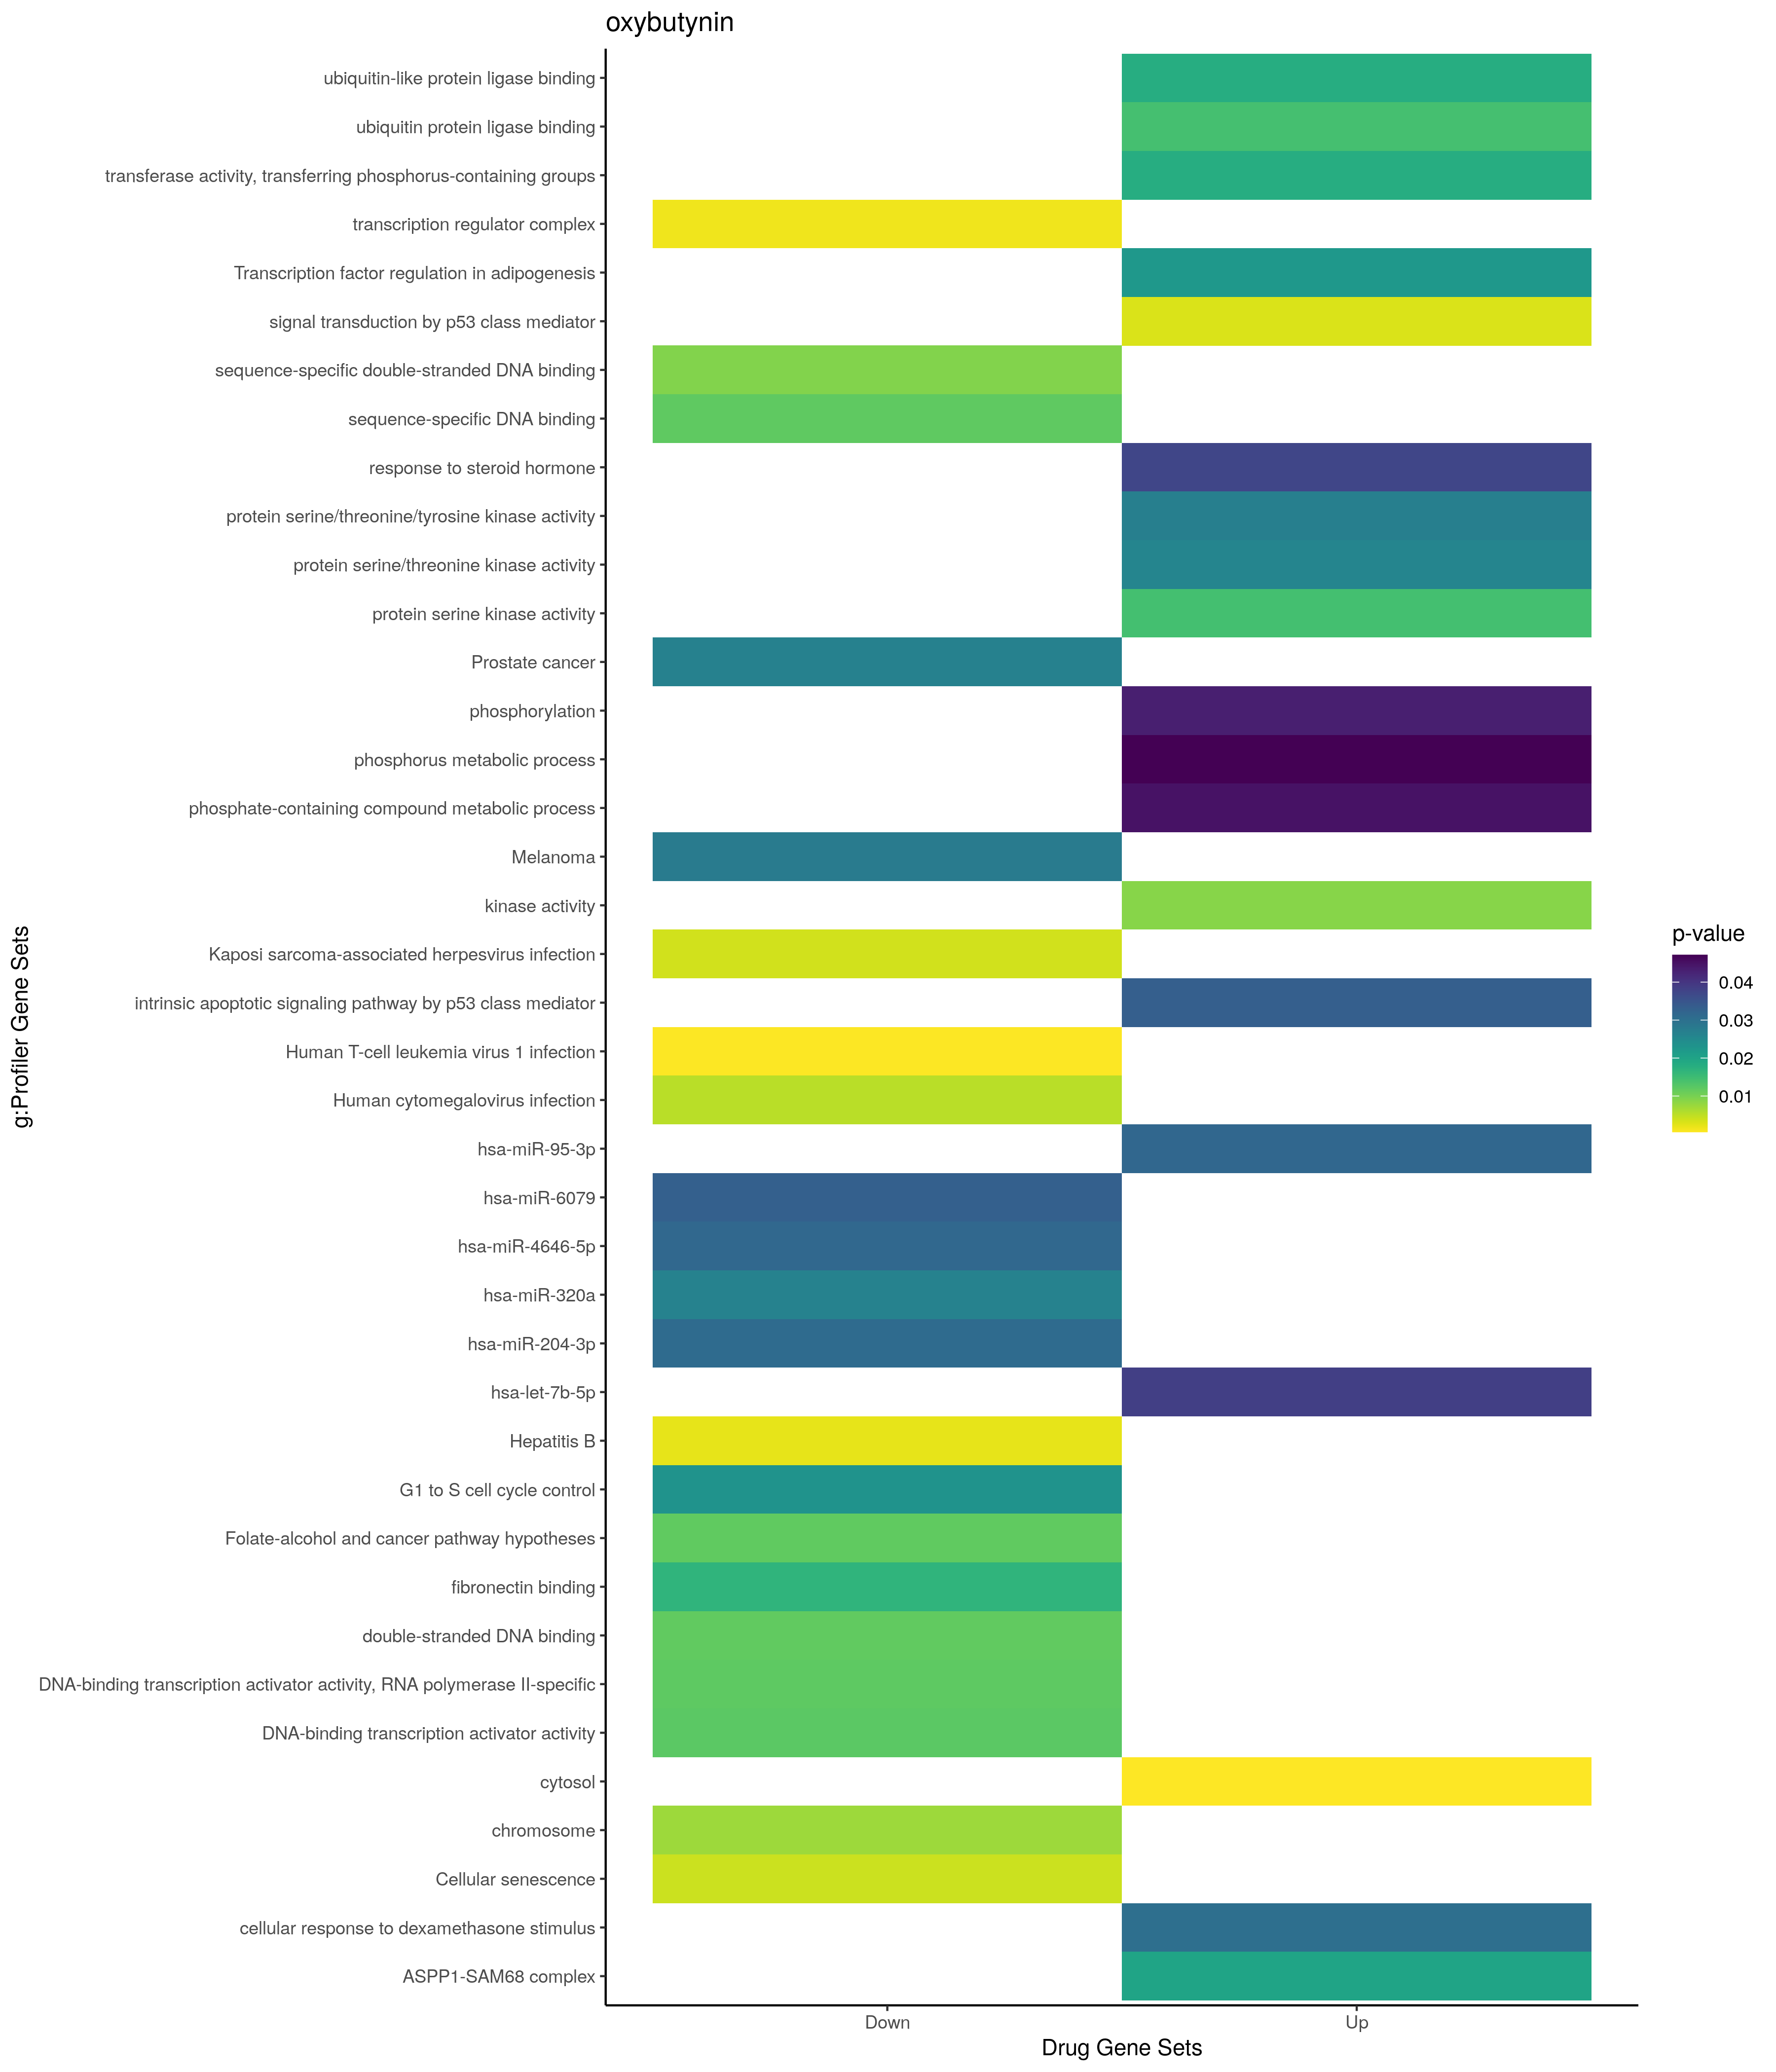 oxybutynin
ubiquitin-like protein ligase binding
ubiquitin protein ligase binding
transferase activity, transferring phosphorus-containing groups
transcription regulator complex
Transcription factor regulation in adipogenesis
signal transduction by p53 class mediator
sequence-specific double-stranded DNA binding
sequence-specific DNA binding
response to steroid hormone
protein serine/threonine/tyrosine kinase activity
protein serine/threonine kinase activity
protein serine kinase activity
Prostate cancer
phosphorylation
phosphorus metabolic process
phosphate-containing compound metabolic process
Melanoma
kinase activity
Kaposi sarcoma-associated herpesvirus infection
intrinsic apoptotic signaling pathway by p53 class mediator
Human T-cell leukemia virus 1 infection
Human cytomegalovirus infection
hsa-miR-95-3p
hsa-miR-6079
hsa-miR-4646-5p
hsa-miR-320a
hsa-miR-204-3p
hsa-let-7b-5p
Hepatitis B
G1 to S cell cycle control
Folate-alcohol and cancer pathway hypotheses
fibronectin binding
double-stranded DNA binding
DNA-binding transcription activator activity, RNA polymerase II-specific
DNA-binding transcription activator activity
cytosol
chromosome
Cellular senescence
cellular response to dexamethasone stimulus
ASPP1-SAM68 complex
g:Profiler Gene Sets
Down
Up
Drug Gene Sets
p-value
0.04
0.03
0.02
0.01